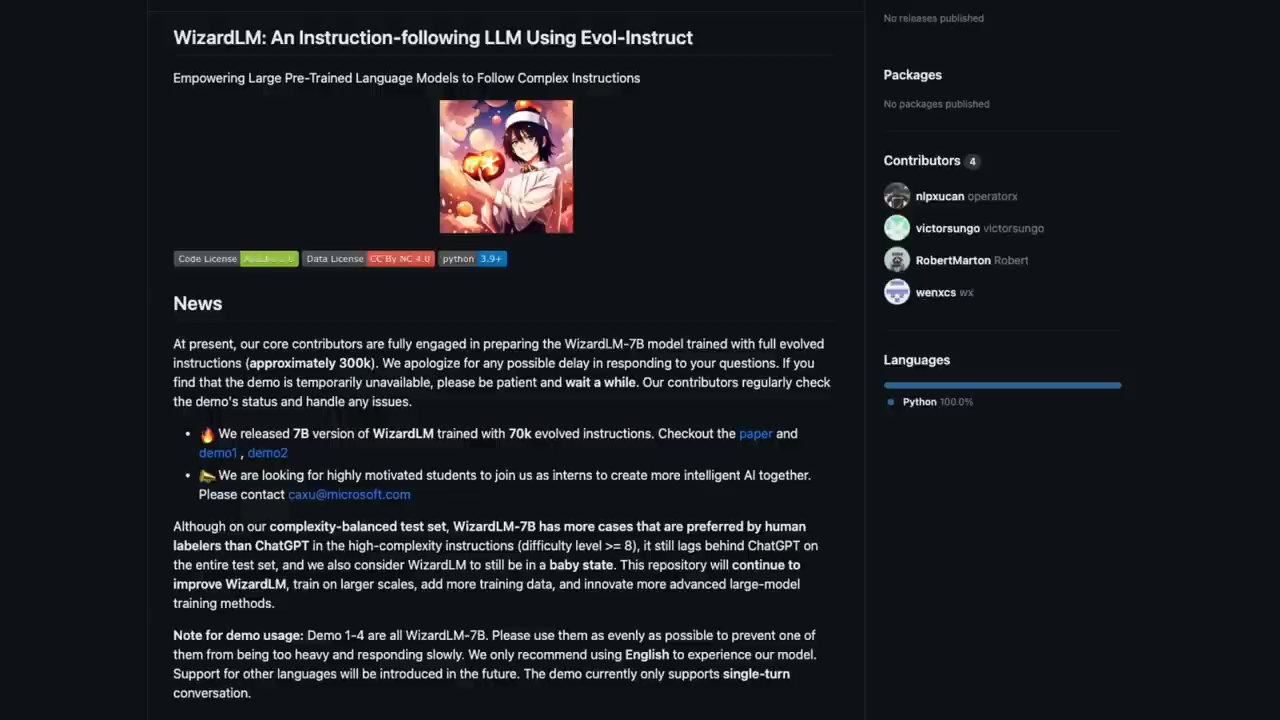 WizardLM: An Instruction-following LLM Using Evol-Instruct
Empowering Large Pre-Trained Language Models to Follow Complex Instructions
Code License
Data License CC By NC 4.0 python 3.9+
News
At present, our core contributors are fully engaged in preparing the WizardLM-7B model trained with full evolved
instructions (approximately 300k). We apologize for any possible delay in responding to your questions. If you
find that the demo is temporarily unavailable, please be patient and wait a while. Our contributors regularly check
the demo's status and handle any issues.
• We released 7B version of WizardLM trained with 70k evolved instructions. Checkout the paper and
demo1 , demo2
• We are looking for highly motivated students to join us as interns to create more intelligent AI together.
Please contact caxu@microsoft.com
Although on our complexity-balanced test set, WizardLM-7B has more cases that are preferred by human
labelers than ChatGPT in the high-complexity instructions (difficulty level >= 8), it still lags behind ChatGPT on
the entire test set, and we also consider WizardLM to still be in a baby state. This repository will continue to
improve WizardLM, train on larger scales, add more training data, and innovate more advanced large-model
training methods.
Note for demo usage: Demo 1-4 are all WizardLM-7B. Please use them as evenly as possible to prevent one of
them from being too heavy and responding slowly. We only recommend using English to experience our model.
Support for other languages will be introduced in the future. The demo currently only supports single-turn
conversation.
No releases published
Packages
No packages published
Contributors 4
nlpxucan operatorx
victorsungo victorsungo
RobertMarton Robert
wenxcs wx
Languages
Python 100.0%